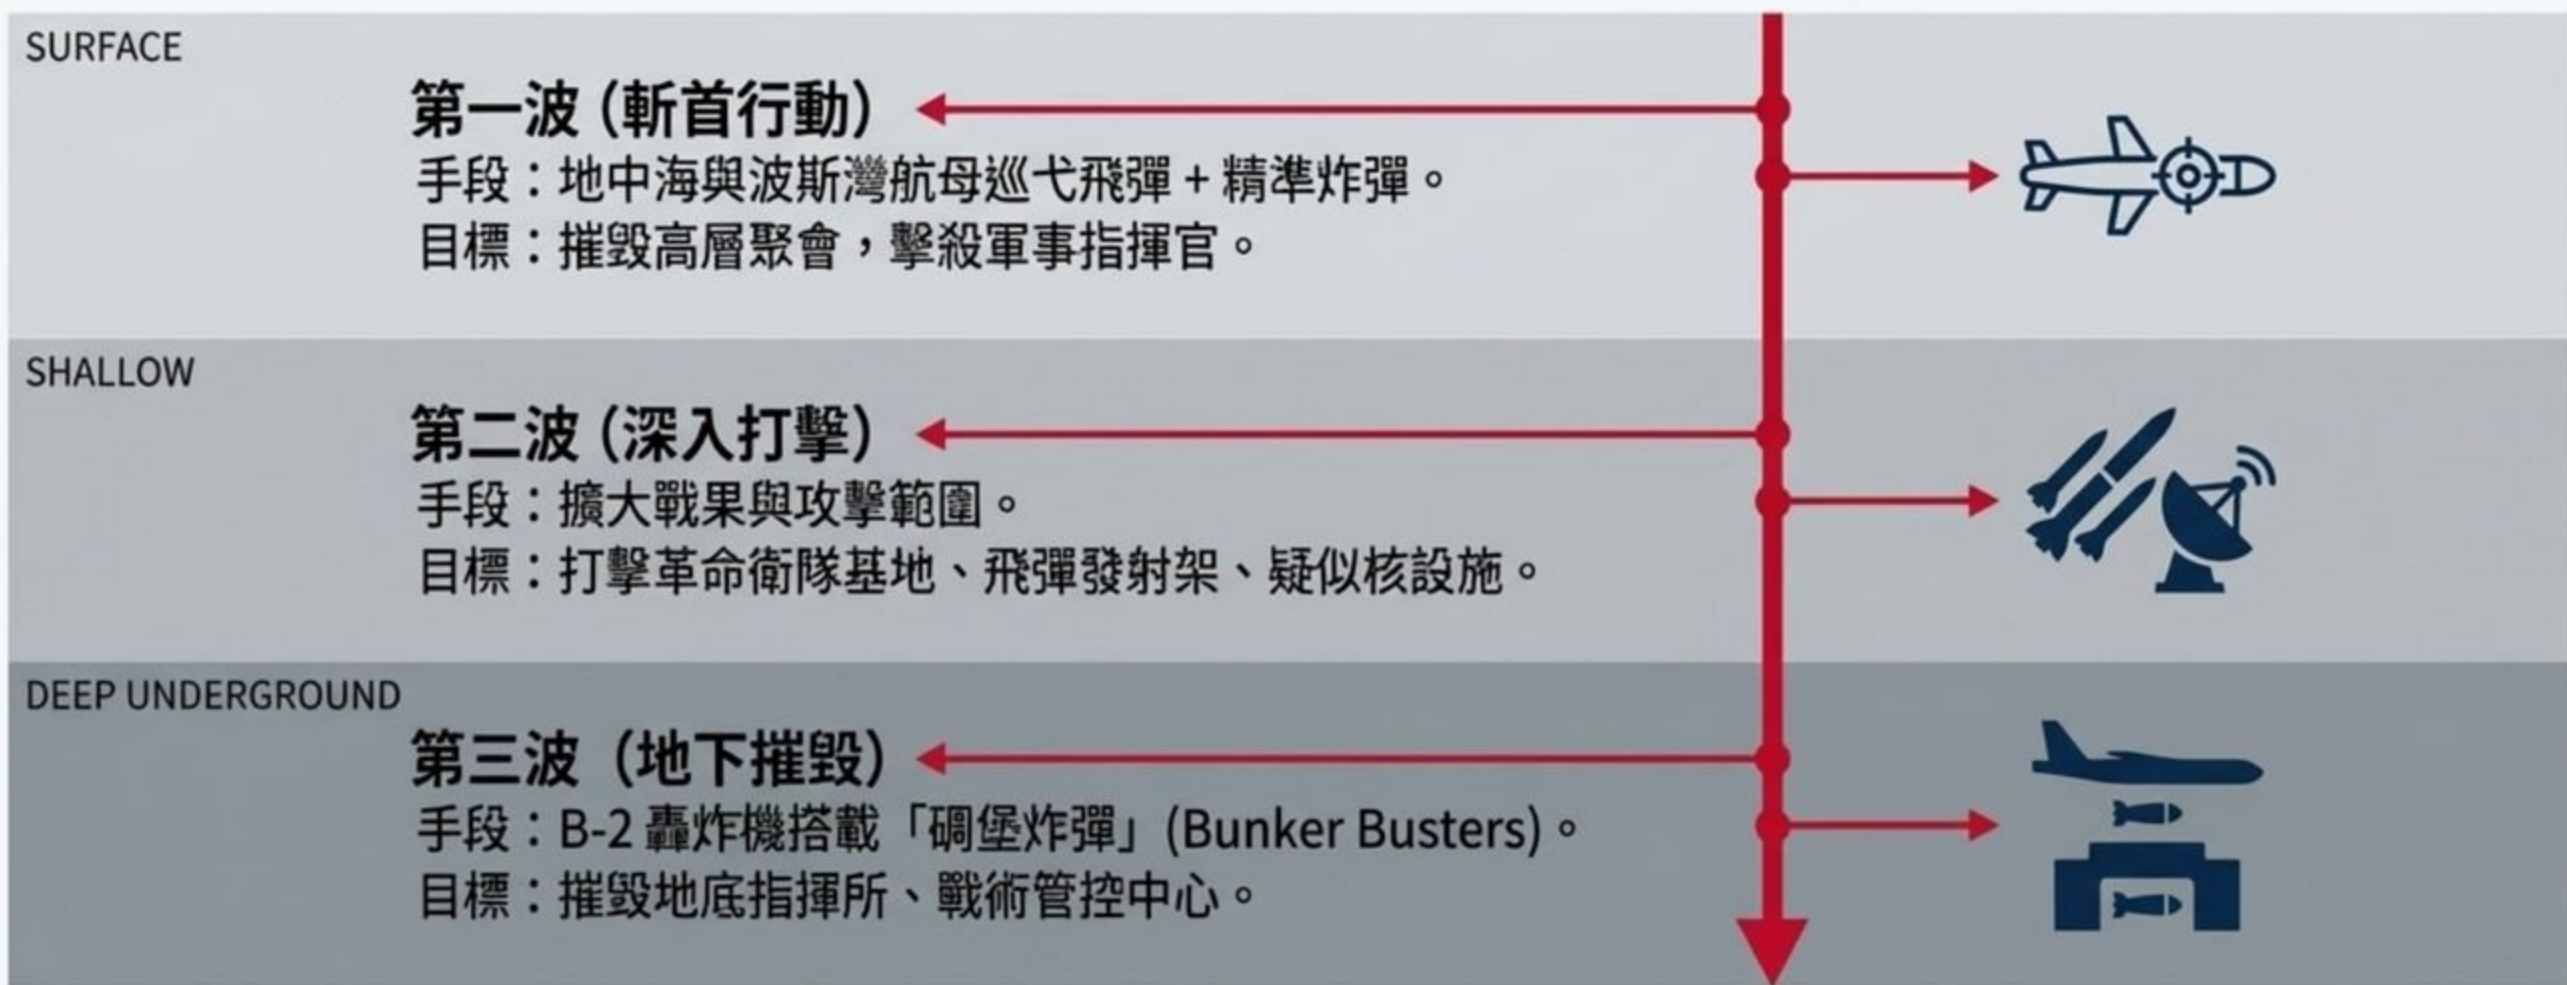 SURFACE
第一波 (斬首行動)
手段：地中海與波斯灣航母巡弋飛彈 + 精準炸彈。
目標：摧毀高層聚會，擊殺軍事指揮官。
SHALLOW
第二波 (深入打擊)
手段：擴大戰果與攻擊範圍。
目標：打擊革命衛隊基地、飛彈發射架、疑似核設施。
DEEP UNDERGROUND
第三波（地下摧毀）
手段：B-2 轟炸機搭載「碉堡炸彈」(Bunker Busters)。
目標：摧毀地底指揮所、戰術管控中心。